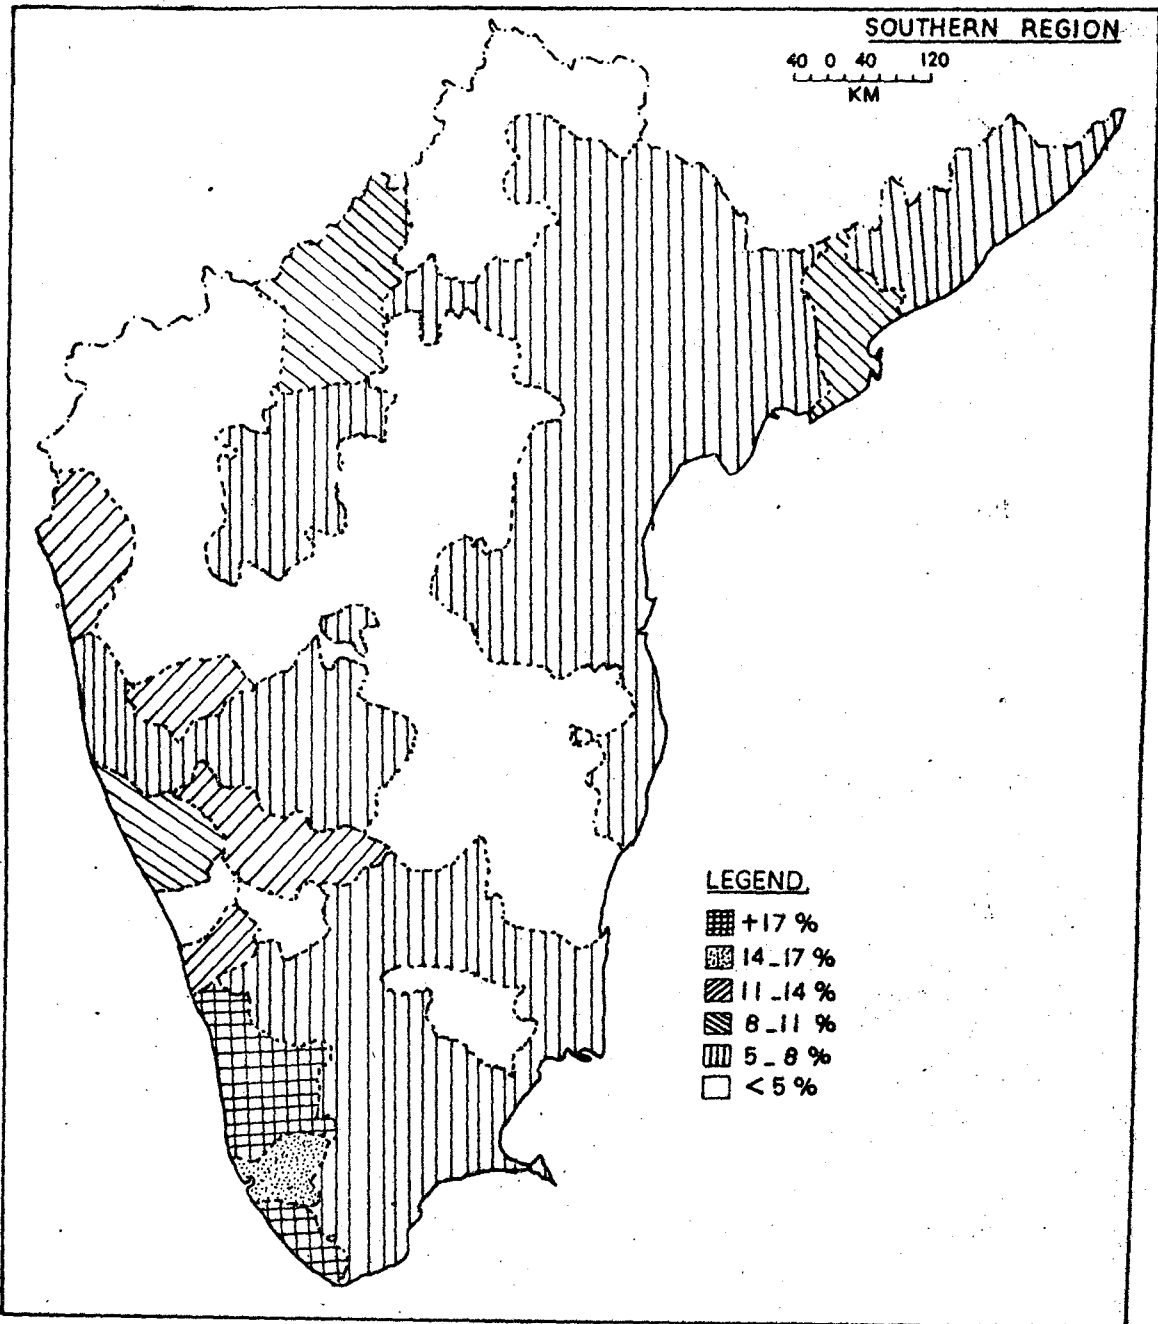 SOUTHERN REGION
40 0 40 120
KM
LEGEND.
+17 %
14_17 %
11_14 %
8_11 %
5_8 %
<5 %